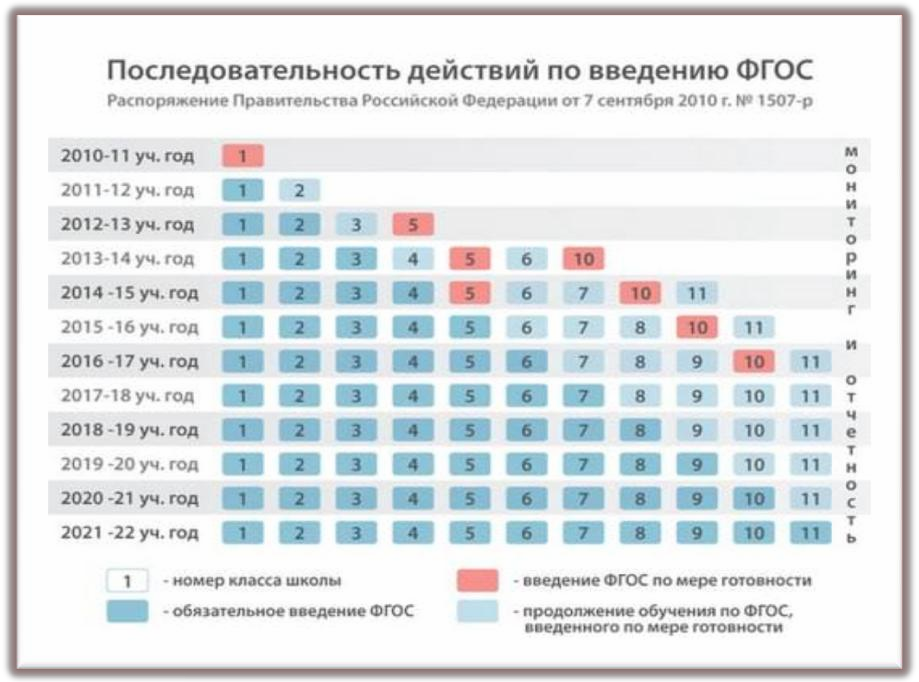 Последовательность действий по введению ФГОС
Распоряжение Правительства Российской Федерации от 7 сентября 2010 г. № 1507-р
2010-11 уч. год 1
2011-12 уч. год 1 2
2012-13 уч. год 1 2 3 5
2013-14 уч. год 1 2 3 4 5 6 10
2014 -15 уч. год 1 2 3 4 5 6 7 10 11
2015 -16 уч. год 1 2 3 4 5 6 7 8 10 11
2016 -17 уч. год 1 2 3 4 5 6 7 8 9 10 11
2017-18 уч. год 1 2 3 4 5 6 7 8 9 10 11
2018 -19 уч. год 1 2 3 4 5 6 7 8 9 10 11
2019 -20 уч. год 1 2 3 4 5 6 7 8 9 10 11
2020 -21 уч. год 1 2 3 4 5 6 7 8 9 10 11
2021 -22 уч. год 1 2 3 4 5 6 7 8 9 10 11
мониторинг и отчетность
1 - номер класса школы
- введение ФГОС по мере готовности
- обязательное введение ФГОС
- продолжение обучения по ФГОС,
введенного по мере готовности